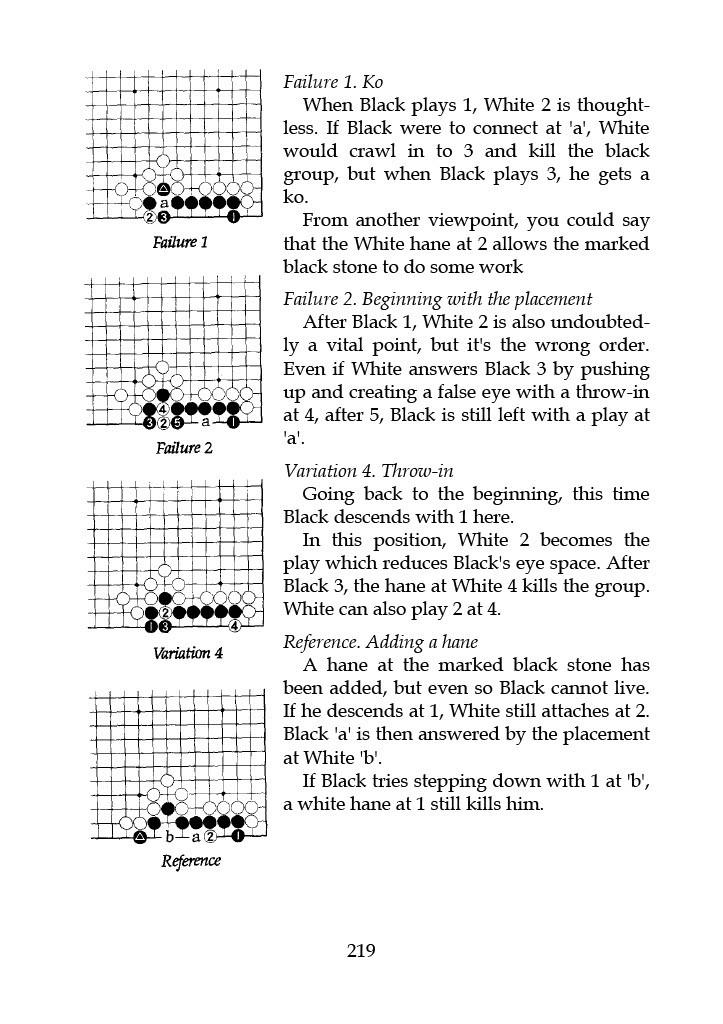 Failure 1. Ko
When Black plays 1, White 2 is thought-
less. If Black were to connect at 'a', White
would crawl in to 3 and kill the black
group, but when Black plays 3, he gets a
ko.
From another viewpoint, you could say
that the White hane at 2 allows the marked
black stone to do some work
a
2 3 1
Failure 1
Failure 2. Beginning with the placement
After Black 1, White 2 is also undoubted-
ly a vital point, but it's the wrong order.
Even if White answers Black 3 by pushing
up and creating a false eye with a throw-in
at 4, after 5, Black is still left with a play at
'a'.
4
3 2 5 a 1
Failure 2
Variation 4. Throw-in
Going back to the beginning, this time
Black descends with 1 here.
In this position, White 2 becomes the
play which reduces Black's eye space. After
Black 3, the hane at White 4 kills the group.
White can also play 2 at 4.
2
1 3 4
Variation 4
Reference. Adding a hane
A hane at the marked black stone has
been added, but even so Black cannot live.
If he descends at 1, White still attaches at 2.
Black 'a' is then answered by the placement
at White 'b'.
If Black tries stepping down with 1 at 'b',
a white hane at 1 still kills him.
b a 2 1
Reference
219